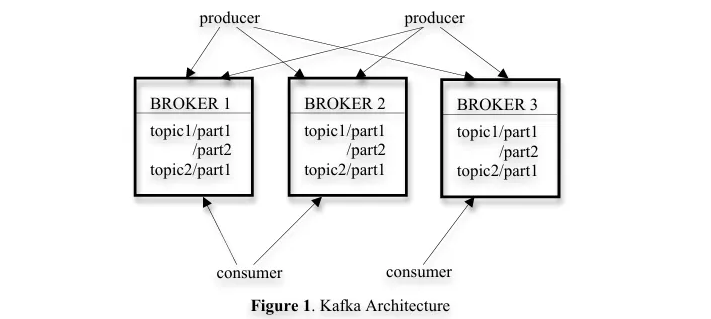 producer producer
BROKER 1 BROKER 2 BROKER 3
topic1/part1 topic1/part1 topic1/part1
/part2 /part2 /part2
topic2/part1 topic2/part1 topic2/part1
consumer consumer
Figure 1. Kafka Architecture